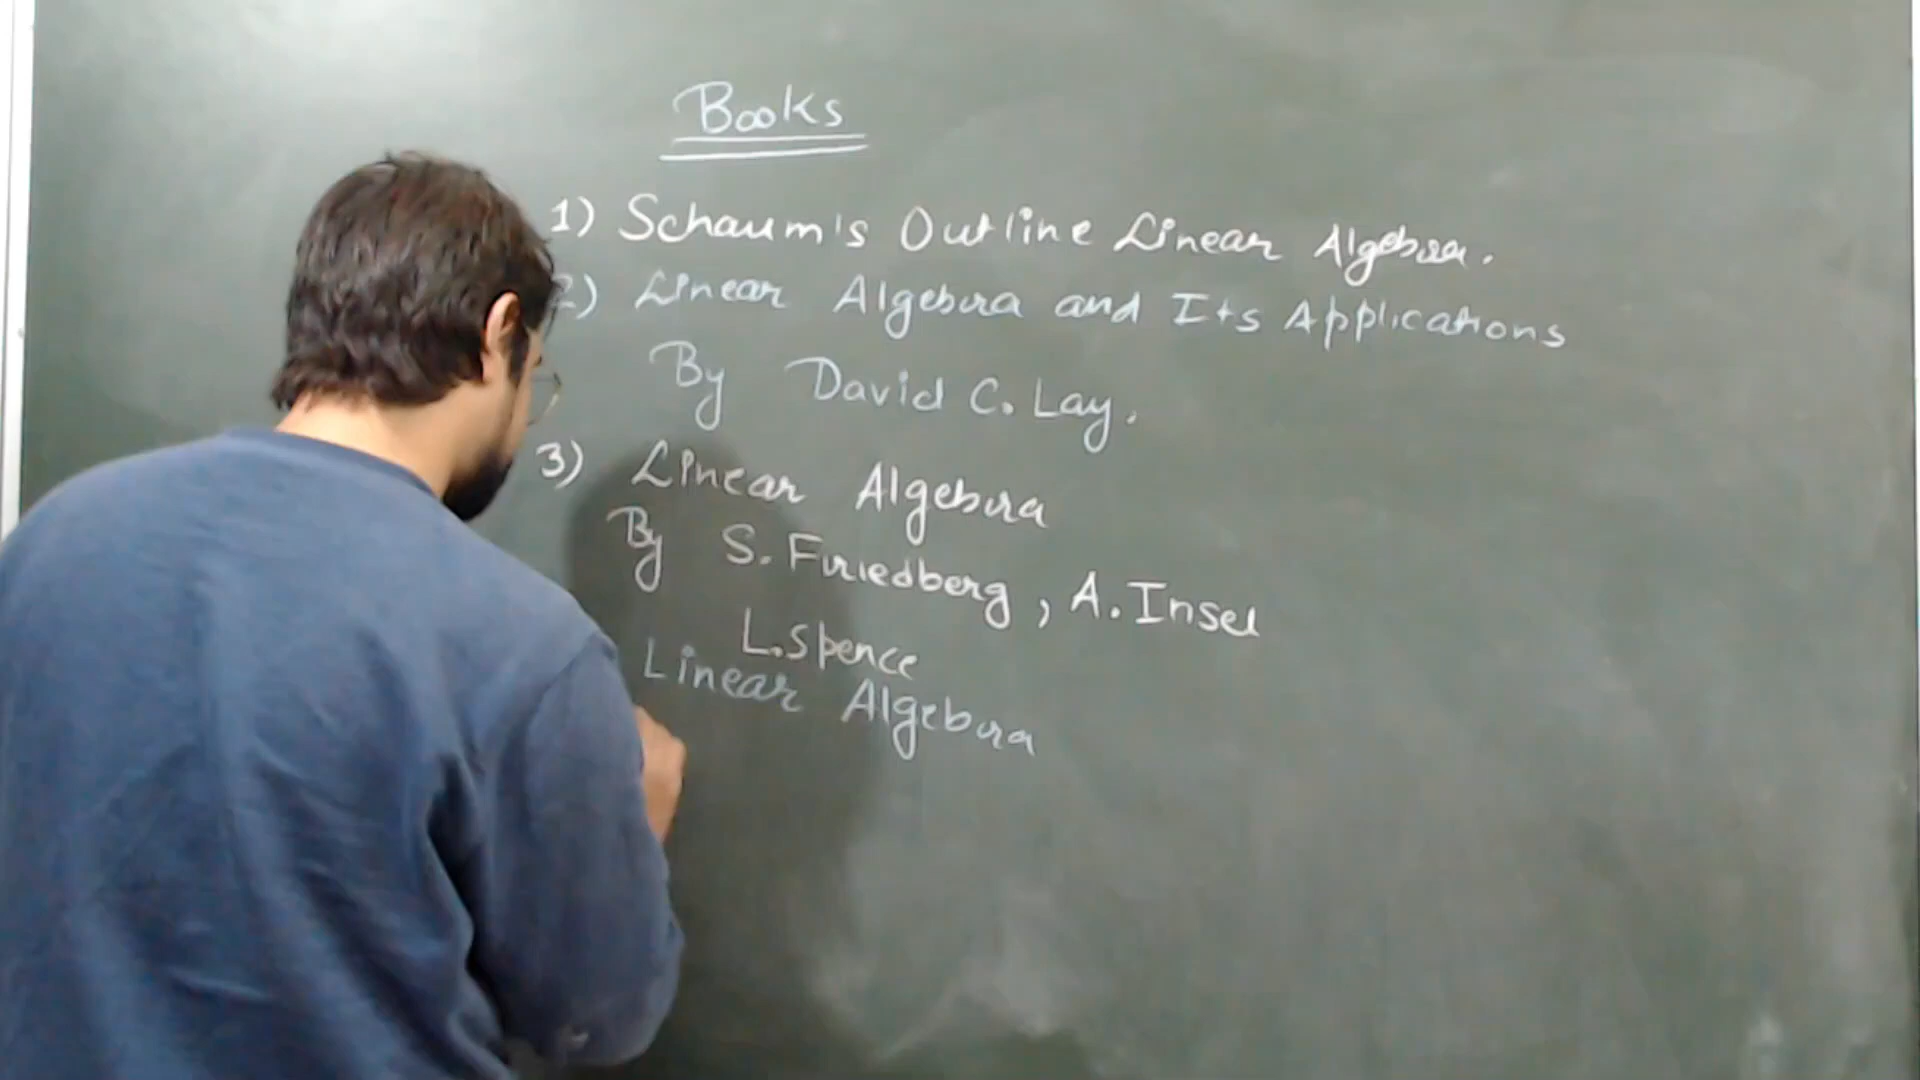 Books
1) Schaum's Outline Linear Algebra.
2) Linear Algebra and Its Applications
By David C. Lay.
3) Linear Algebra
By S. Friedberg, A. Insel
L. Spence
Linear Algebra